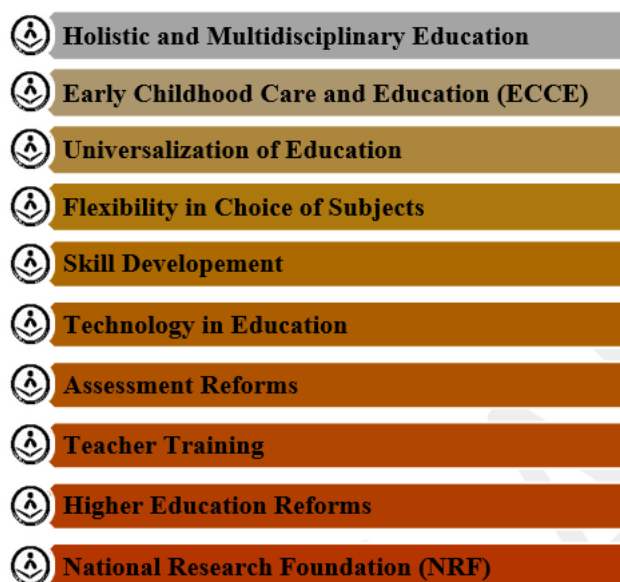 Holistic and Multidisciplinary Education
Early Childhood Care and Education (ECCE)
Universalization of Education
Flexibility in Choice of Subjects
Skill Developement
Technology in Education
Assessment Reforms
Teacher Training
Higher Education Reforms
National Research Foundation (NRF)